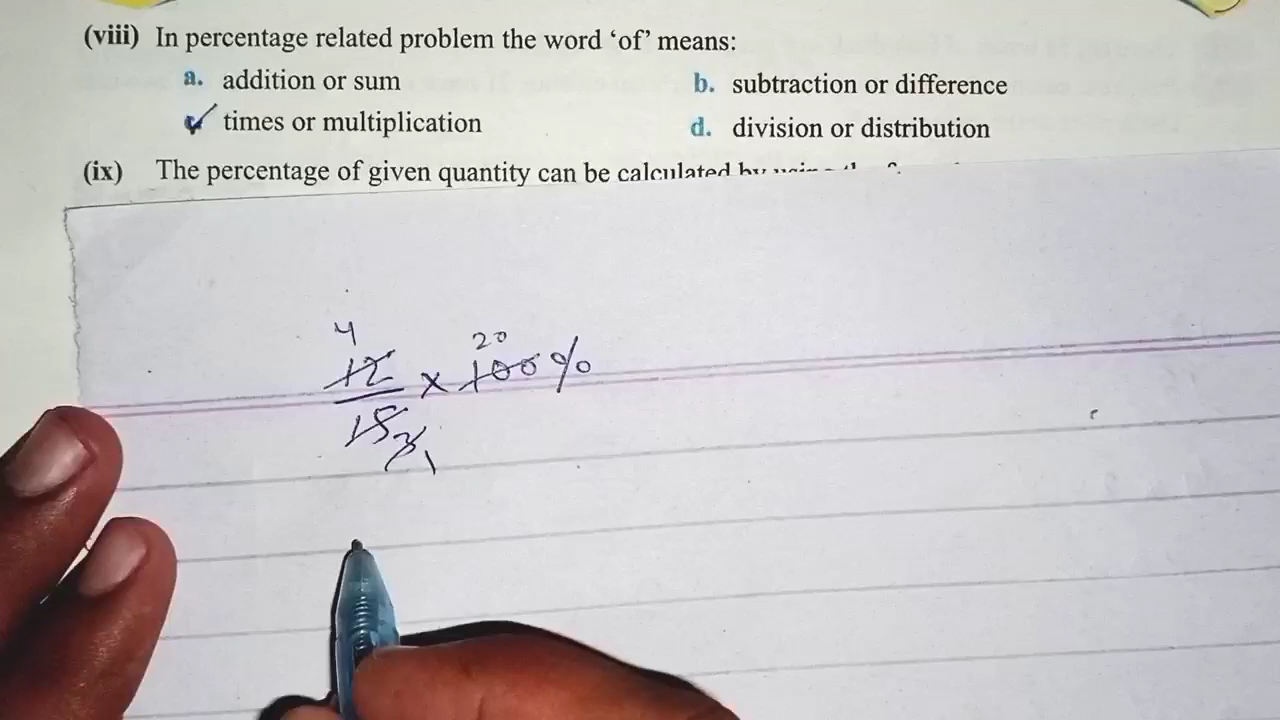 (viii) In percentage related problem the word ‘of’ means:
a. addition or sum b. subtraction or difference
times or multiplication d. division or distribution
(ix) The percentage of given quantity can be calculated by
4 20
12 × 100%
15 1